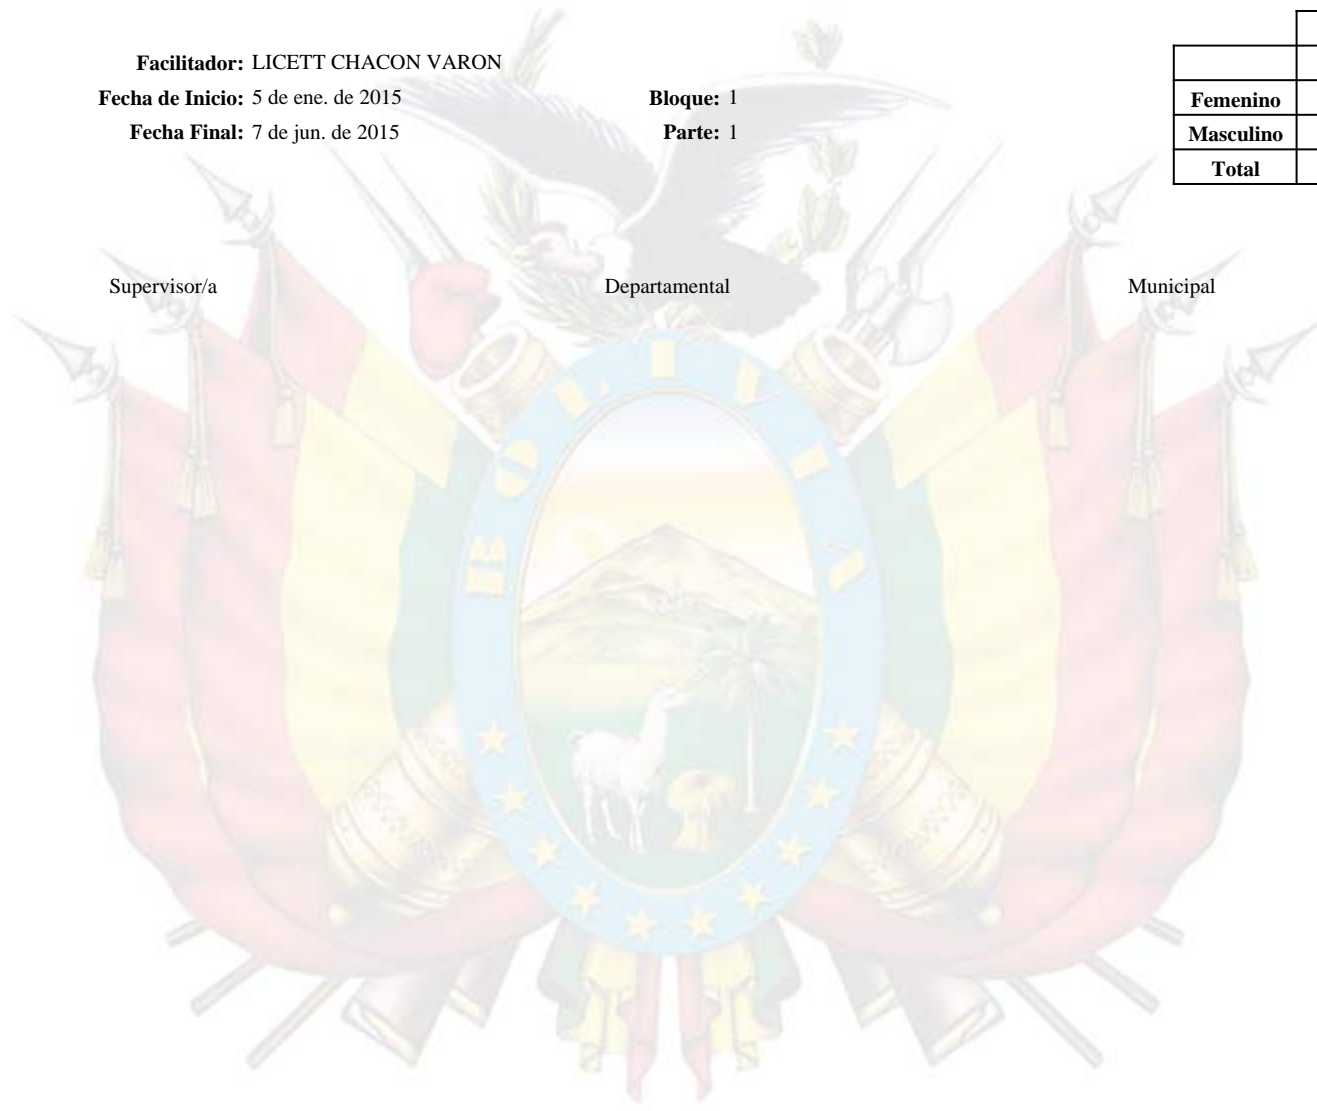 Facilitador: LICETT CHACON VARON
Fecha de Inicio: 5 de ene. de 2015 Bloque: 1
Femenino
Fecha Final: 7 de jun. de 2015 Parte: 1
Masculino
Total
Supervisor/a Departamental Municipal
BOLIVIA